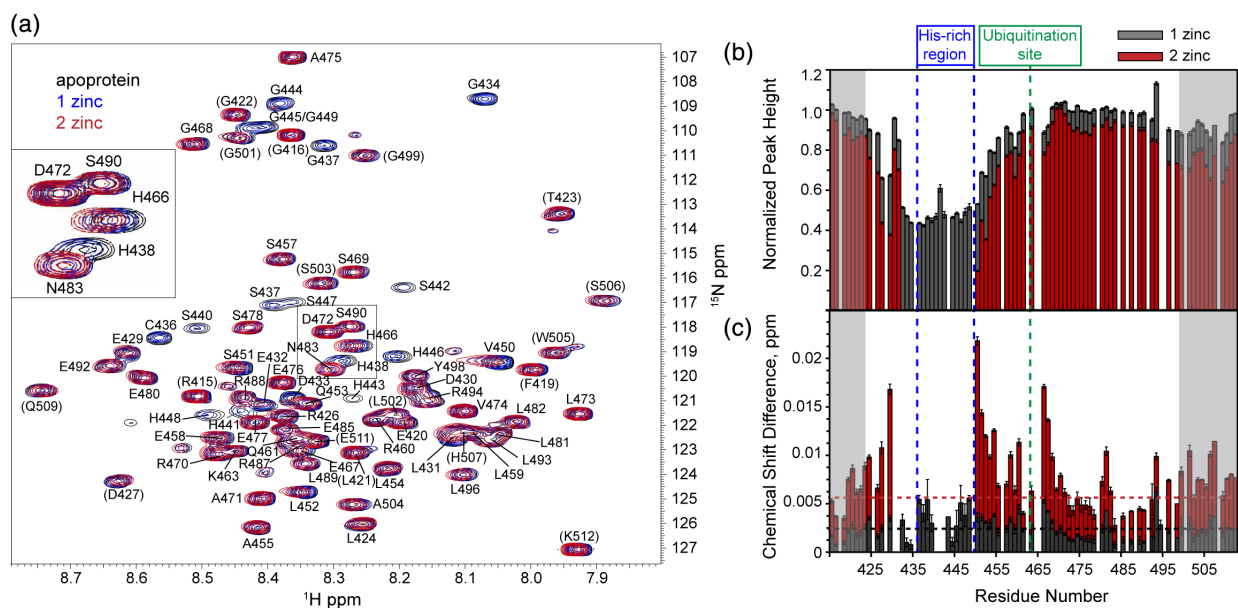 (a)
apoprotein
1 zinc
2 zinc
A475
G444
G434
(G422)
G445/G449
G468
(G501)
(G416)
G437
(G499)
D472
S490
H466
H438
N483
(T423)
S457
S469
(S503)
S442
(S506)
S437
S447
S440
C436
S478
D472
S490
E429
H466
(W505)
N483
H446
V450
E492
S451
E432
H438
Y498
E480
E476
D433
H443
D430
(F419)
(R415)
R488
Q453
R494
(Q509)
H448
H441
R426
(L502)
V474
L482
L473
E458
E477
E485
(E511)
R460
E420
L481
Q461
L431
(H507)
L493
R470
R487
E467
L459
K463
L489
(L421)
L454
L496
(D427)
A471
L452
A504
A455
L424
(K512)
107
108
109
110
111
112
113
114
115
116
117
118
119
120
121
122
123
124
125
126
127
15N ppm
8.7
8.6
8.5
8.4
8.3
8.2
8.1
8.0
7.9
1H ppm
(b)
His-rich
region
Ubiquitination
site
1 zinc
2 zinc
Normalized Peak Height
1.2
1.0
0.8
0.6
0.4
0.2
(c)
Chemical Shift Difference, ppm
0.02
0.015
0.01
0.005
0
425
435
445
455
465
475
485
495
505
Residue Number